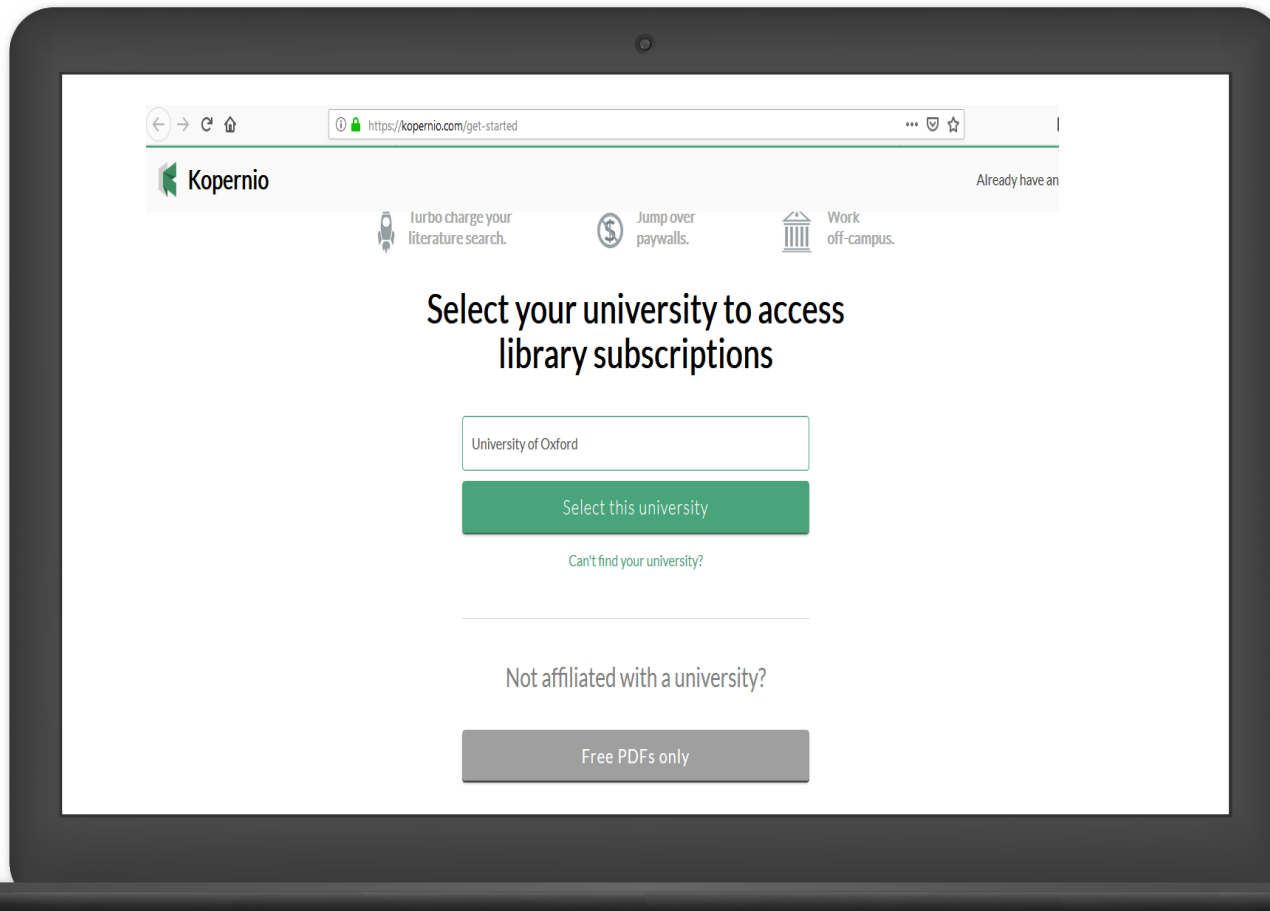 https://kopernio.com/get-started
Kopernio
Already have an
Turbo charge your
literature search.
Jump over
paywalls.
Work
off-campus.
Select your university to access
library subscriptions
University of Oxford
Select this university
Can't find your university?
Not affiliated with a university?
Free PDFs only